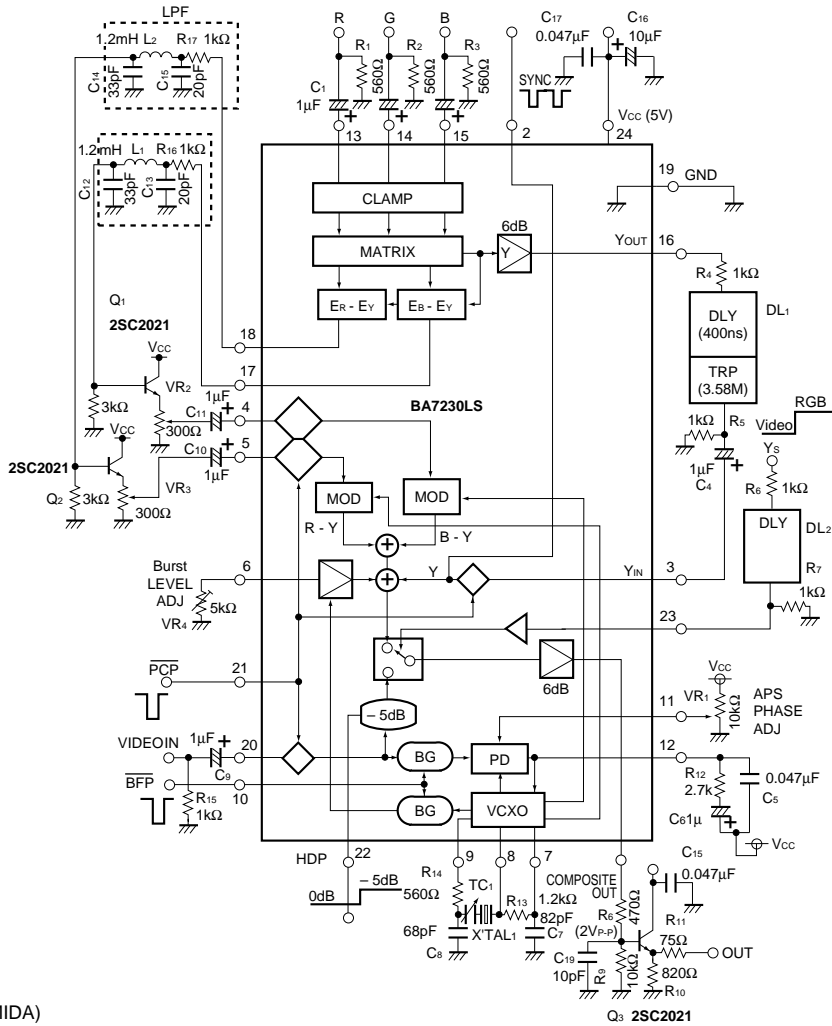 LPF
1.2mH L2 R17 1kΩ
C14
33pF
C15
20pF
1.2mH L1 R16 1kΩ
C12
33pF
C13
20pF
R G B
R1
560Ω
R2
560Ω
R3
560Ω
C1
1μF
13 14 15
C17
0.047μF
C16
10μF
SYNC
2
VCC (5V)
24
19 GND
CLAMP
MATRIX
6dB
Y
YOUT 16
ER - EY
EB - EY
R4 1kΩ
DLY
(400ns)
DL1
TRP
(3.58M)
1kΩ R5
1μF
C4
RGB
Video
YS
R6 1kΩ
DLY
DL2
R7
1kΩ
Q1
2SC2021
VCC
18
17
VR2
1μF
C11 4
3kΩ
300Ω
C10 5
1μF
VCC
2SC2021
Q2
3kΩ
VR3
300Ω
BA7230LS
MOD
MOD
R - Y
B - Y
+
+
Y
YIN 3
23
Burst
LEVEL
ADJ
6
5kΩ
VR4
PCP
21
6dB
– 5dB
VIDEOIN
1μF
20
C9
BFP
10
R15
1kΩ
BG
PD
BG
VCXO
11
VCC
VR1
10kΩ
APS
PHASE
ADJ
12
R12
2.7k
C61μ
0.047μF
C5
VCC
HDP 22
0dB
– 5dB
9 8 7
R14
560Ω
TC1
R13
1.2kΩ
68pF
C8
X'TAL1
82pF
C7
COMPOSITE
OUT
(2VP-P)
470Ω
R6
C15
0.047μF
R11
75Ω
OUT
C19
10pF
R9
10kΩ
820Ω
R10
Q3 2SC2021
MIDA)